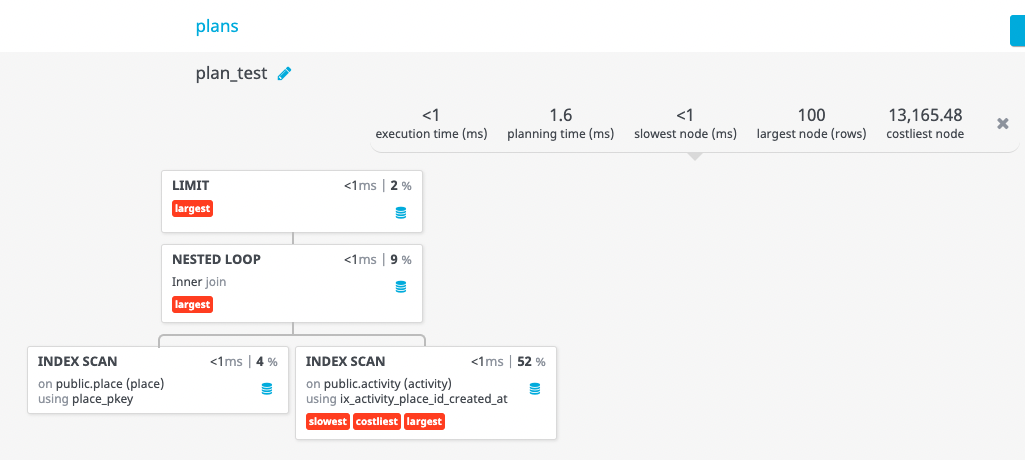 plans
plan_test
<1 1.6 <1 100 13,165.48
execution time (ms) planning time (ms) slowest node (ms) largest node (rows) costliest node
LIMIT <1ms | 2 %
largest
NESTED LOOP <1ms | 9 %
Inner join
largest
INDEX SCAN <1ms | 4 %
on public.place (place)
using place_pkey
INDEX SCAN <1ms | 52 %
on public.activity (activity)
using ix_activity_place_id_created_at
slowest costliest largest